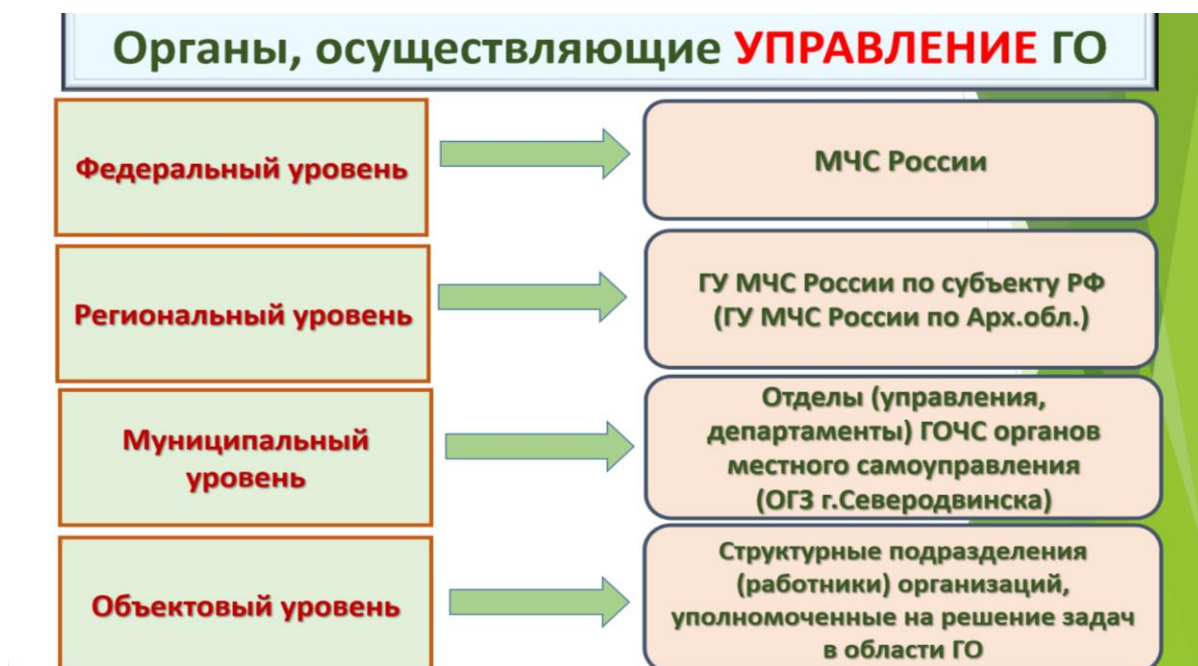 Органы, осуществляющие УПРАВЛЕНИЕ ГО
Федеральный уровень
МЧС России
Региональный уровень
ГУ МЧС России по субъекту РФ
(ГУ МЧС России по Арх.обл.)
Муниципальный
уровень
Отделы (управления,
департаменты) ГОЧС органов
местного самоуправления
(ОГЗ г.Северодвинска)
Объектовый уровень
Структурные подразделения
(работники) организаций,
уполномоченные на решение задач
в области ГО